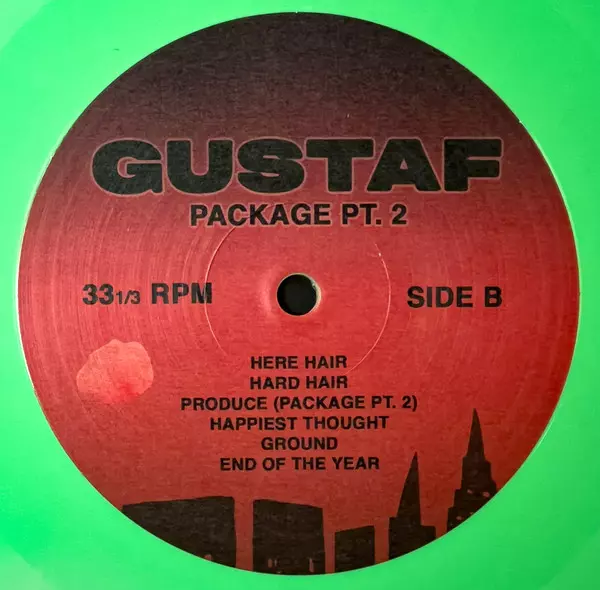 GUSTAF
PACKAGE PT. 2
33 1/3 RPM
SIDE B
HERE HAIR
HARD HAIR
PRODUCE (PACKAGE PT. 2)
HAPPIEST THOUGHT
GROUND
END OF THE YEAR